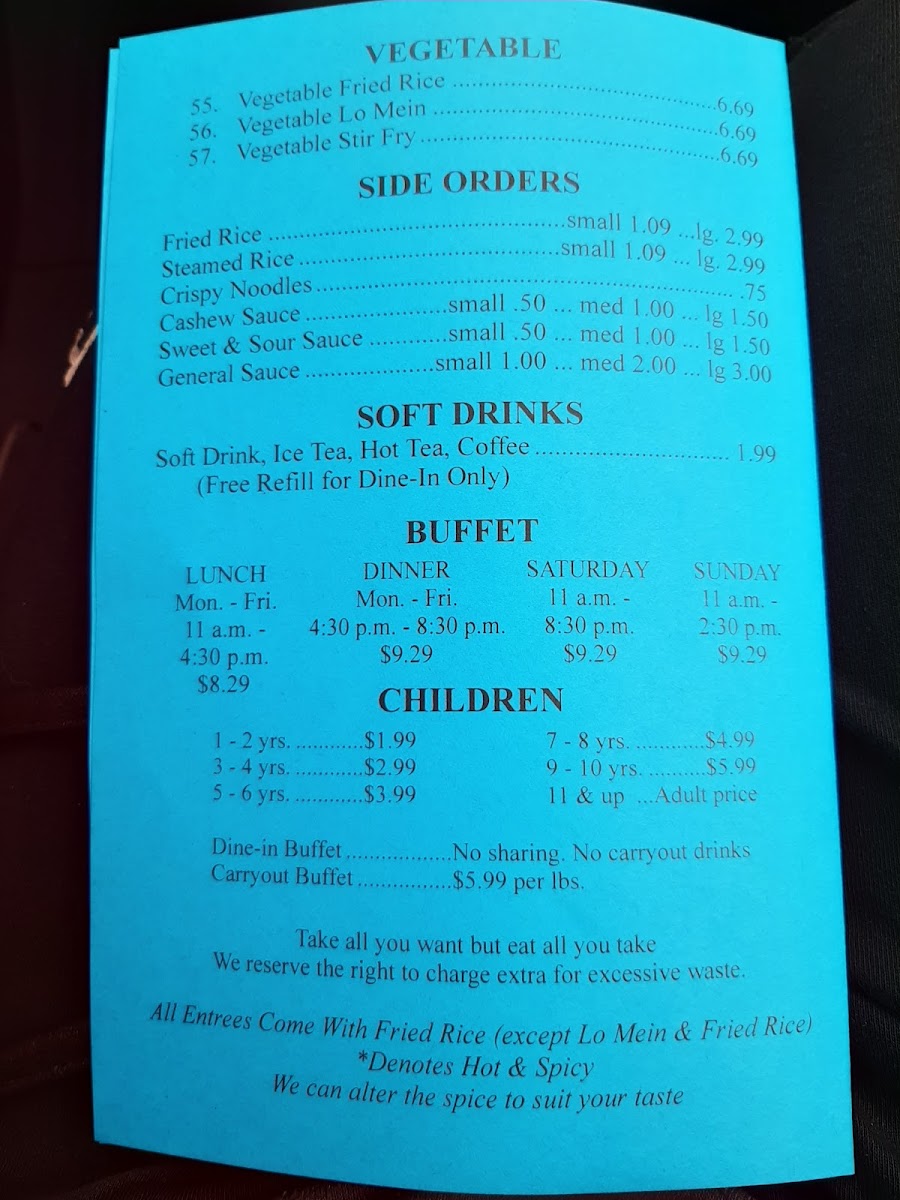 VEGETABLE
55. Vegetable Fried Rice ........................................6.69
56. Vegetable Lo Mein ...........................................6.69
57. Vegetable Stir Fry.............................................6.69
SIDE ORDERS
Fried Rice ..............................................small 1.09 ...lg. 2.99
Steamed Rice ........................................small 1.09 ... lg. 2.99
Crispy Noodles................................................................ .75
Cashew Sauce ......................small .50 ... med 1.00 ... lg 1.50
Sweet & Sour Sauce ............small .50 ... med 1.00 ... lg 1.50
General Sauce ....................small 1.00 ... med 2.00 ... lg 3.00
SOFT DRINKS
Soft Drink, Ice Tea, Hot Tea, Coffee .............................. 1.99
(Free Refill for Dine-In Only)
BUFFET
LUNCH DINNER SATURDAY SUNDAY
Mon. - Fri. Mon. - Fri. 11 a.m. - 11 a.m. -
11 a.m. - 4:30 p.m. - 8:30 p.m. 8:30 p.m. 2:30 p.m.
4:30 p.m. $9.29 $9.29 $9.29
$8.29
CHILDREN
1 - 2 yrs. ............$1.99 7 - 8 yrs. ............$4.99
3 - 4 yrs. ............$2.99 9 - 10 yrs. ..........$5.99
5 - 6 yrs. ............$3.99 11 & up ...Adult price
Dine-in Buffet ..................No sharing. No carryout drinks
Carryout Buffet ................$5.99 per lbs.
Take all you want but eat all you take
We reserve the right to charge extra for excessive waste.
All Entrees Come With Fried Rice (except Lo Mein & Fried Rice)
*Denotes Hot & Spicy
We can alter the spice to suit your taste